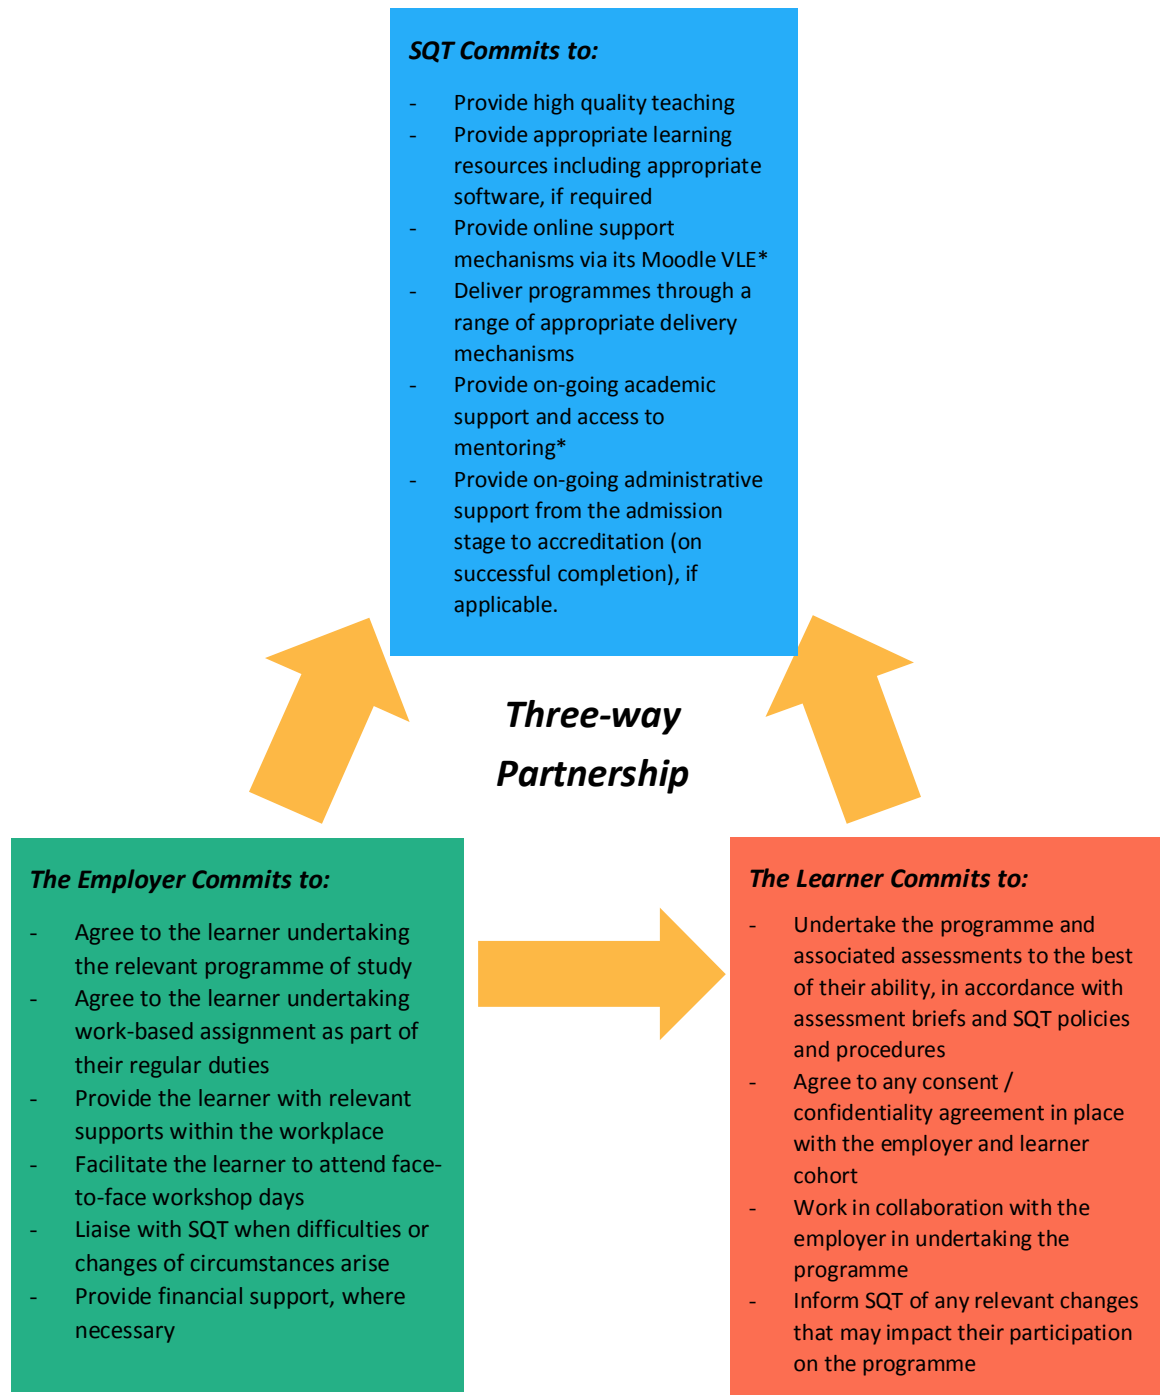 SQT Commits to:
- Provide high quality teaching
- Provide appropriate learning
resources including appropriate
software, if required
- Provide online support
mechanisms via its Moodle VLE*
- Deliver programmes through a
range of appropriate delivery
mechanisms
- Provide on-going academic
support and access to
mentoring*
- Provide on-going administrative
support from the admission
stage to accreditation (on
successful completion), if
applicable.
Three-way
Partnership
The Employer Commits to:
- Agree to the learner undertaking
the relevant programme of study
- Agree to the learner undertaking
work-based assignment as part of
their regular duties
- Provide the learner with relevant
supports within the workplace
- Facilitate the learner to attend face-
to-face workshop days
- Liaise with SQT when difficulties or
changes of circumstances arise
- Provide financial support, where
necessary
The Learner Commits to:
- Undertake the programme and
associated assessments to the best
of their ability, in accordance with
assessment briefs and SQT policies
and procedures
- Agree to any consent /
confidentiality agreement in place
with the employer and learner
cohort
- Work in collaboration with the
employer in undertaking the
programme
- Inform SQT of any relevant changes
that may impact their participation
on the programme